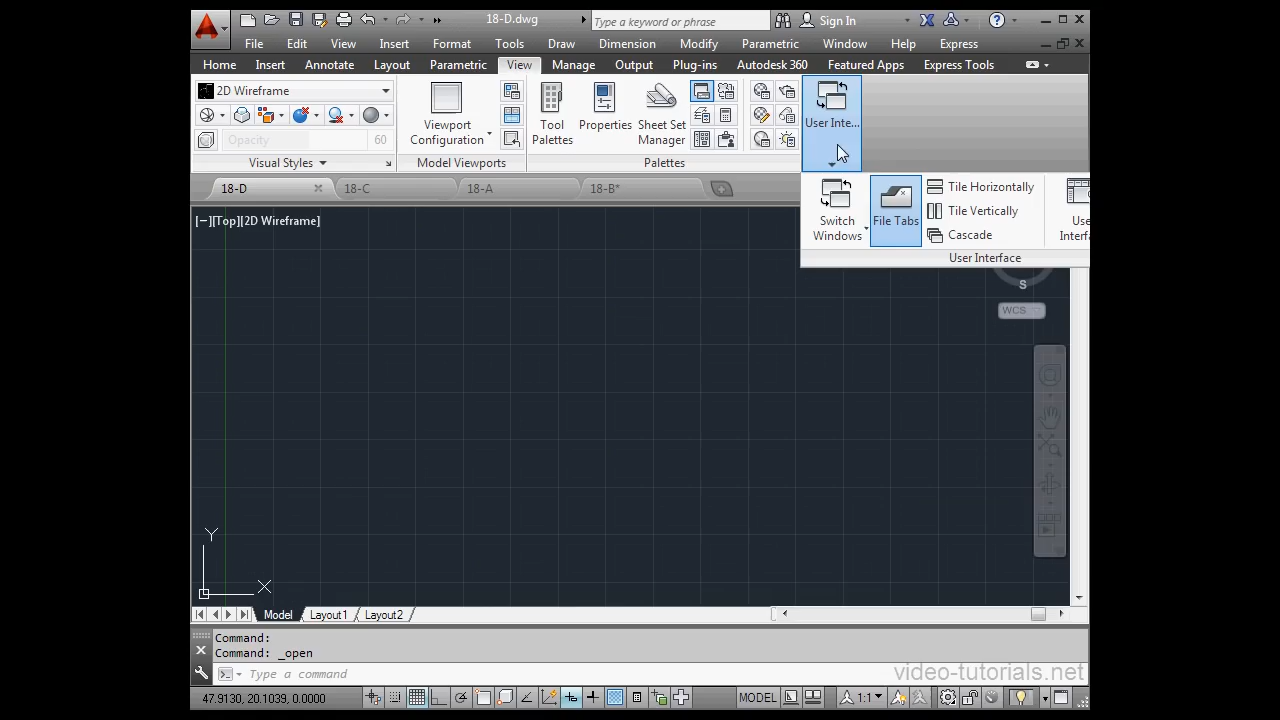 18-D.dwg
Type a keyword or phrase
Sign In
File Edit View Insert Format Tools Draw Dimension Modify Parametric Window Help Express
Home Insert Annotate Layout Parametric View Manage Output Plug-ins Autodesk 360 Featured Apps Express Tools
2D Wireframe
Opacity 60
Visual Styles
Viewport
Configuration
Model Viewports
Tool
Palettes
Properties
Sheet Set
Manager
Palettes
User Inte...
18-D 18-C 18-A 18-B*
Switch
Windows
File Tabs
Tile Horizontally
Tile Vertically
Cascade
Use
Interfa
User Interface
[−][Top][2D Wireframe]
S
WCS
Y
X
Model Layout1 Layout2
Command:
Command: _open
Type a command
video-tutorials.net
47.9130, 20.1039, 0.0000
MODEL
1:1